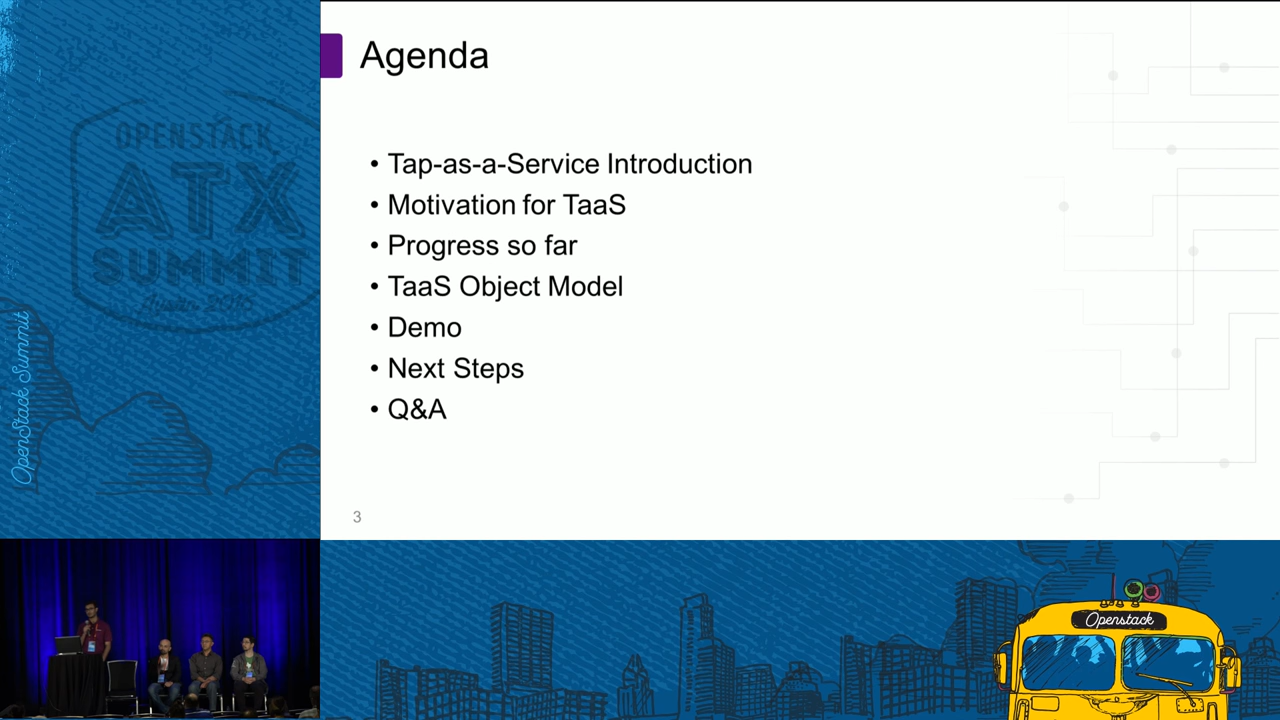 OPENSTACK
ATX
SUMMIT
Austin 2016
OpenStack Summit
Agenda
• Tap-as-a-Service Introduction
• Motivation for TaaS
• Progress so far
• TaaS Object Model
• Demo
• Next Steps
• Q&A
3
Openstack